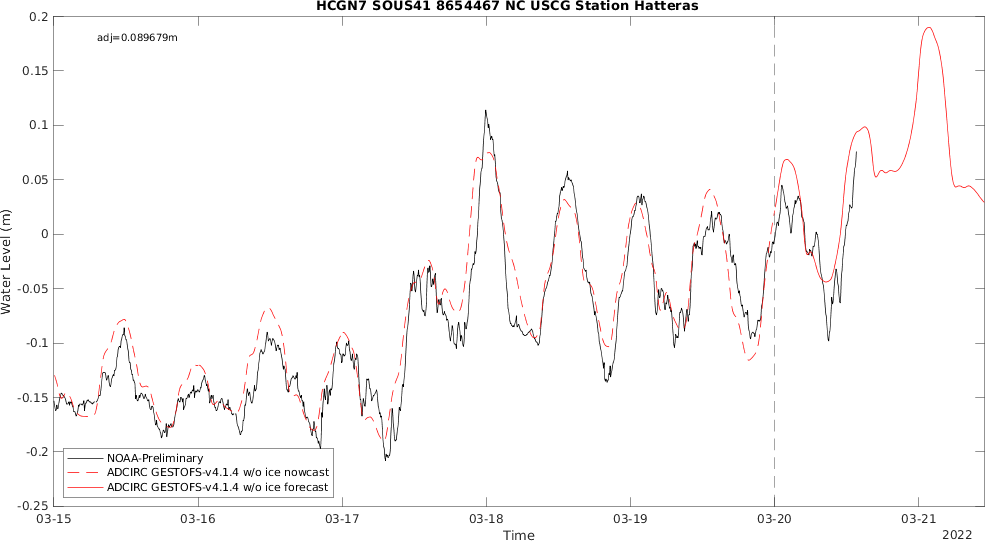 HCGN7 SOUS41 8654467 NC USCG Station Hatteras
adj=0.089679m
0.2
0.15
0.1
0.05
0
-0.05
-0.1
-0.15
-0.2
-0.25
Water Level (m)
NOAA-Preliminary
ADCIRC GESTOFS-v4.1.4 w/o ice nowcast
ADCIRC GESTOFS-v4.1.4 w/o ice forecast
03-15 03-16 03-17 03-18 03-19 03-20 03-21
Time
2022